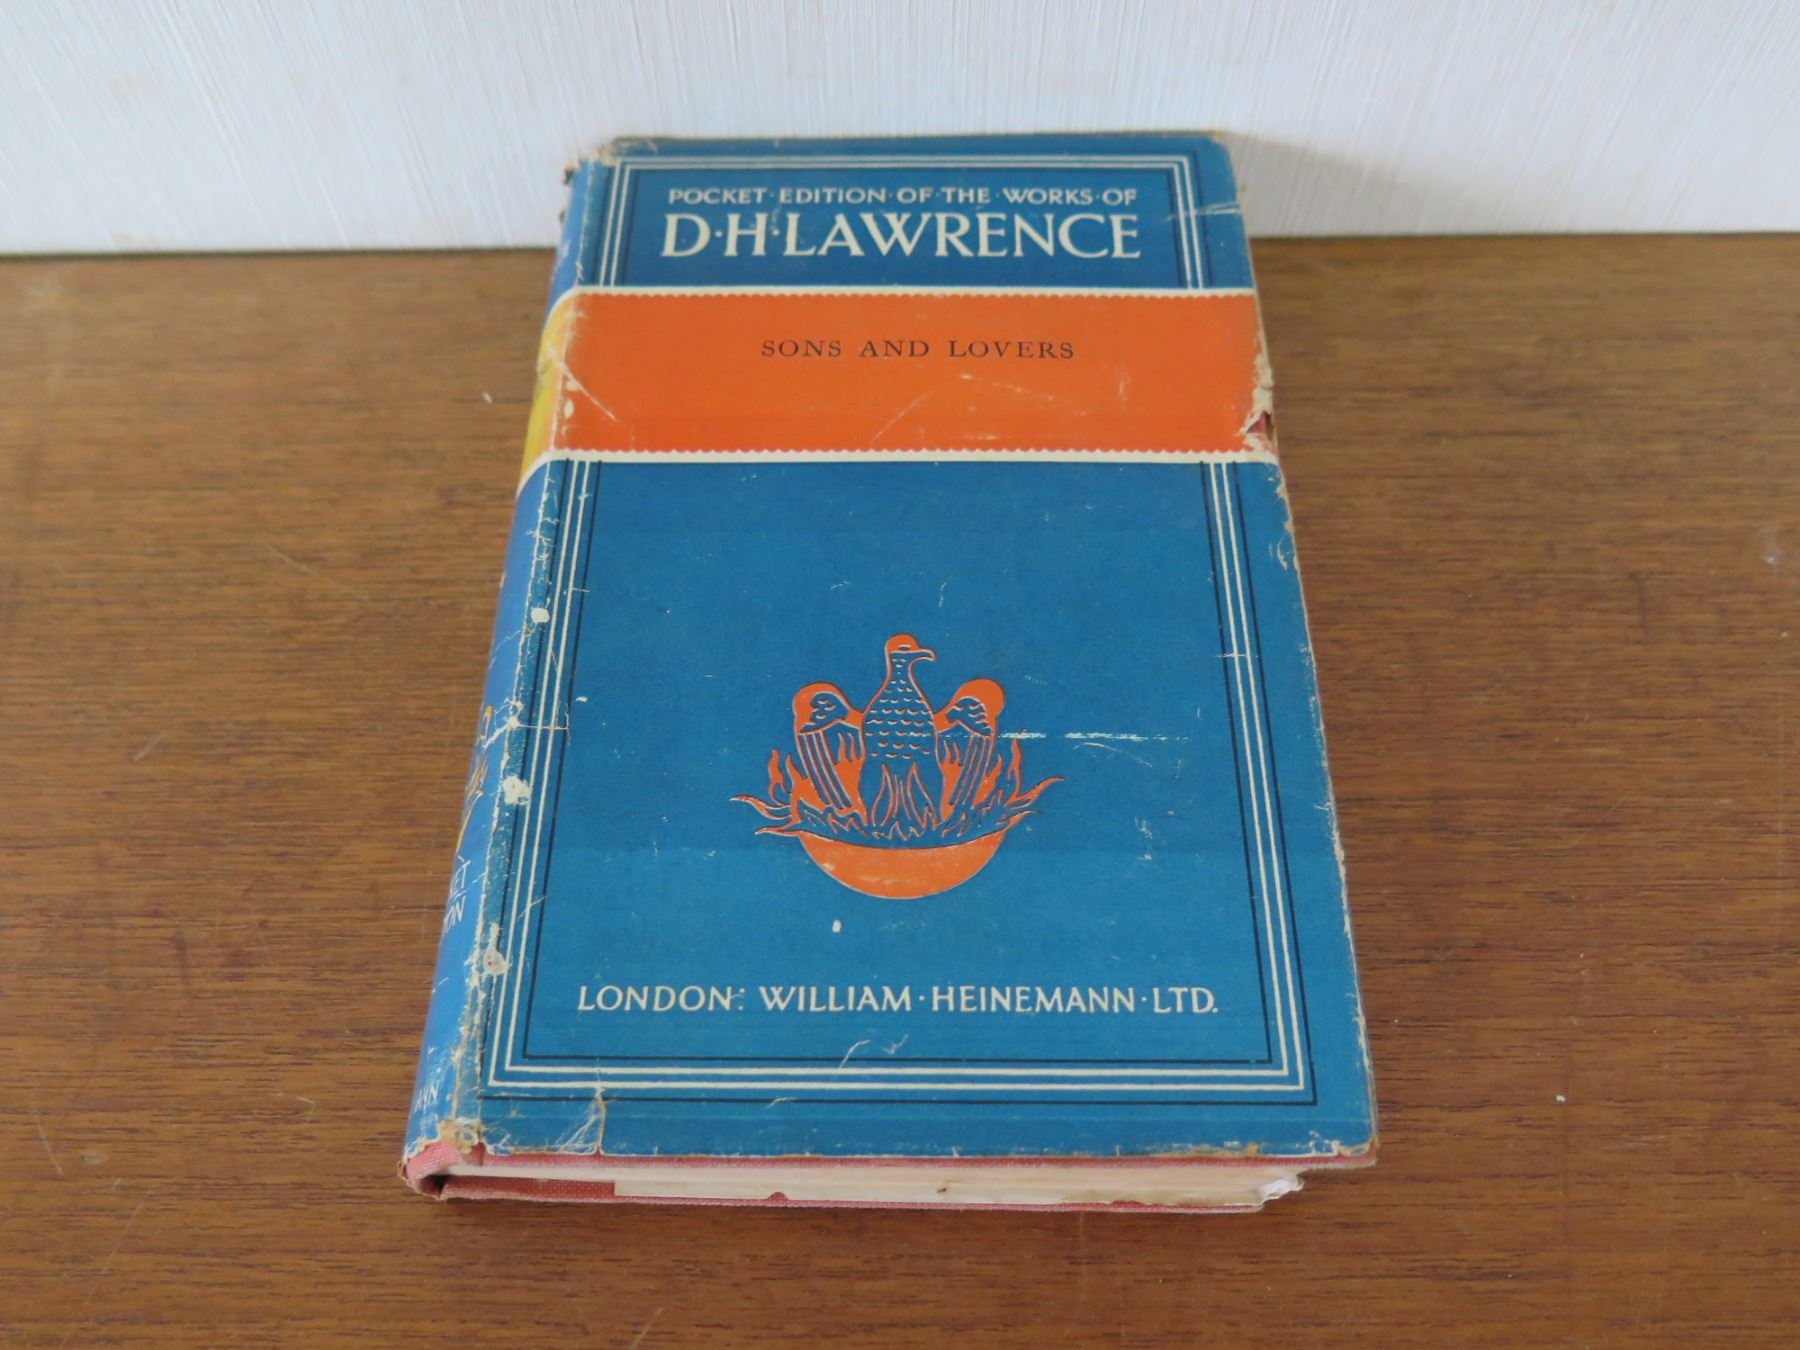 POCKET·EDITION·OF·THE·WORKS·OF
D·H·LAWRENCE
SONS AND LOVERS
LONDON: WILLIAM·HEINEMANN·LTD.